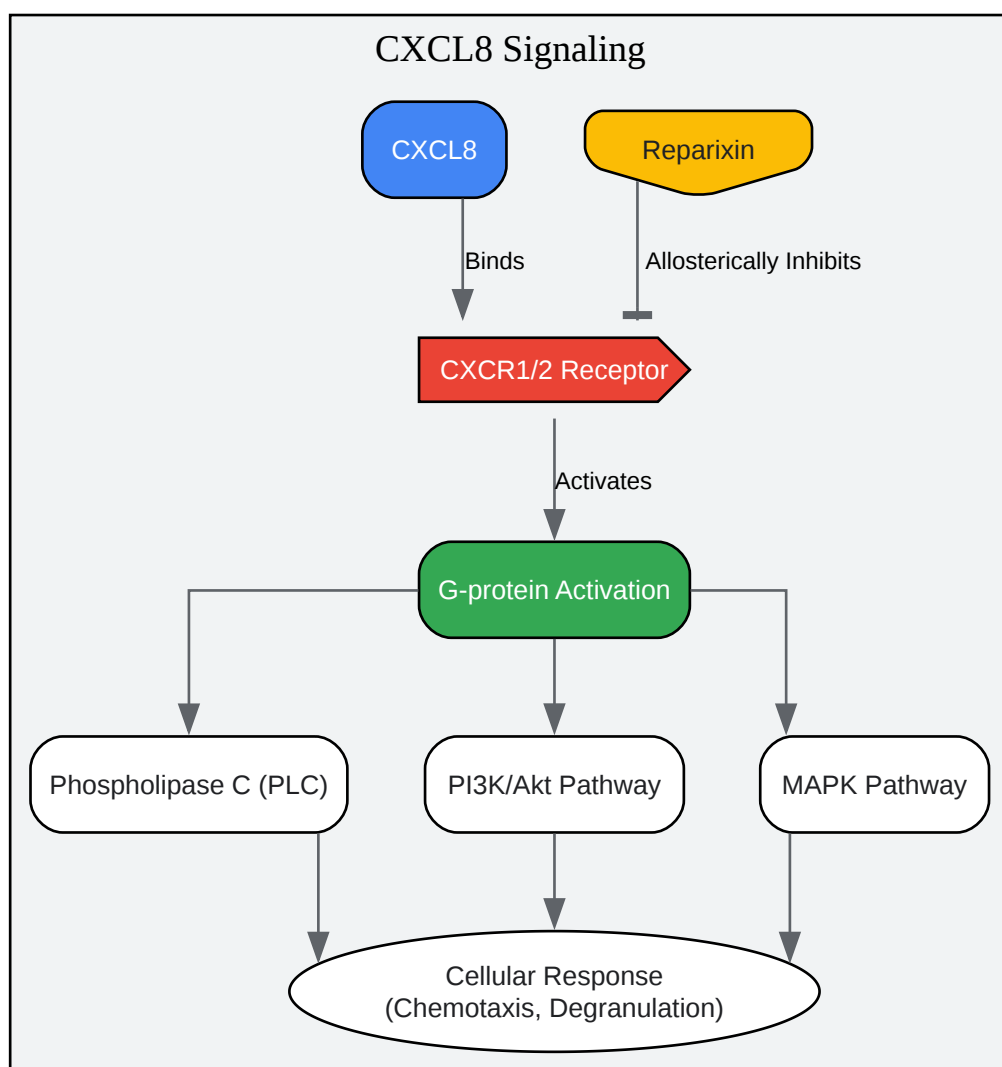 CXCL8 Signaling
CXCL8
Reparixin
Binds
Allosterically Inhibits
CXCR1/2 Receptor
Activates
G-protein Activation
Phospholipase C (PLC)
PI3K/Akt Pathway
MAPK Pathway
Cellular Response
(Chemotaxis, Degranulation)